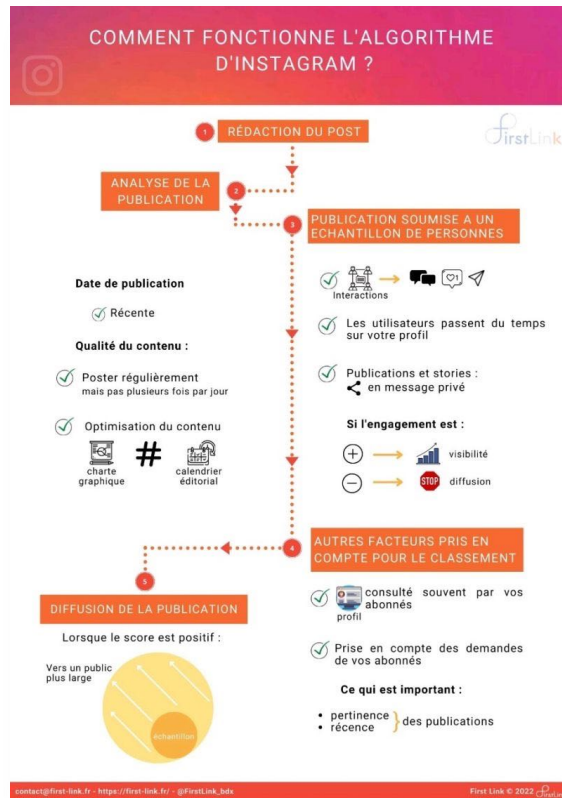 COMMENT FONCTIONNE L'ALGORITHME
D'INSTAGRAM ?
FirstLink
1
RÉDACTION DU POST
ANALYSE DE LA
PUBLICATION
2
3
PUBLICATION SOUMISE A UN
ECHANTILLON DE PERSONNES
Date de publication
Récente
Qualité du contenu :
Poster régulièrement
mais pas plusieurs fois par jour
Optimisation du contenu
#
charte
graphique
calendrier
éditorial
1
Interactions
Les utilisateurs passent du temps
sur votre profil
Publications et stories :
en message privé
Si l'engagement est :
+ visibilité
− STOP diffusion
4
AUTRES FACTEURS PRIS EN
COMPTE POUR LE CLASSEMENT
profil
consulté souvent par vos
abonnés
Prise en compte des demandes
de vos abonnés
Ce qui est important :
• pertinence
• récence
} des publications
5
DIFFUSION DE LA PUBLICATION
Lorsque le score est positif :
Vers un public
plus large
échantillon
contact@first-link.fr - https://first-link.fr/ - @FirstLink_bdx
First Link © 2022 FirstLink